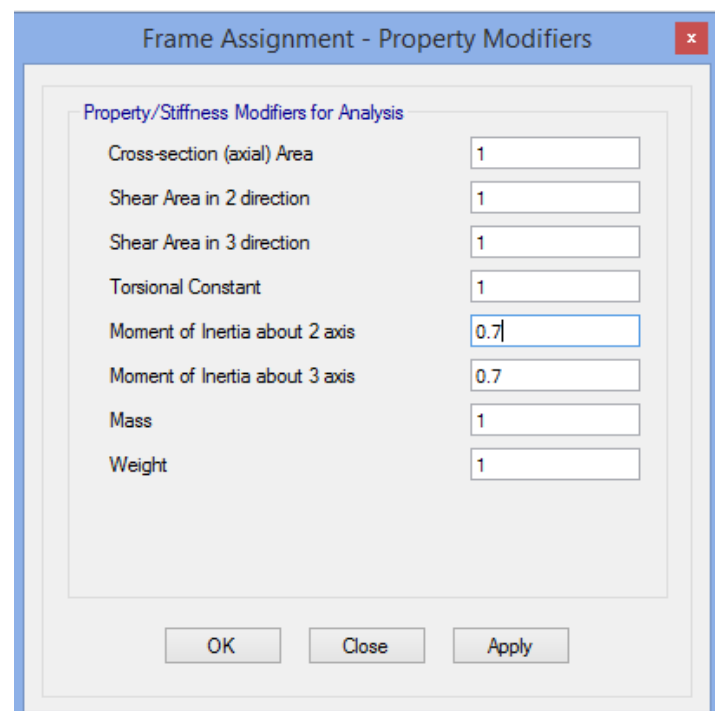 Frame Assignment - Property Modifiers
x
Property/Stiffness Modifiers for Analysis
Cross-section (axial) Area 1
Shear Area in 2 direction 1
Shear Area in 3 direction 1
Torsional Constant 1
Moment of Inertia about 2 axis 0.7
Moment of Inertia about 3 axis 0.7
Mass 1
Weight 1
OK Close Apply